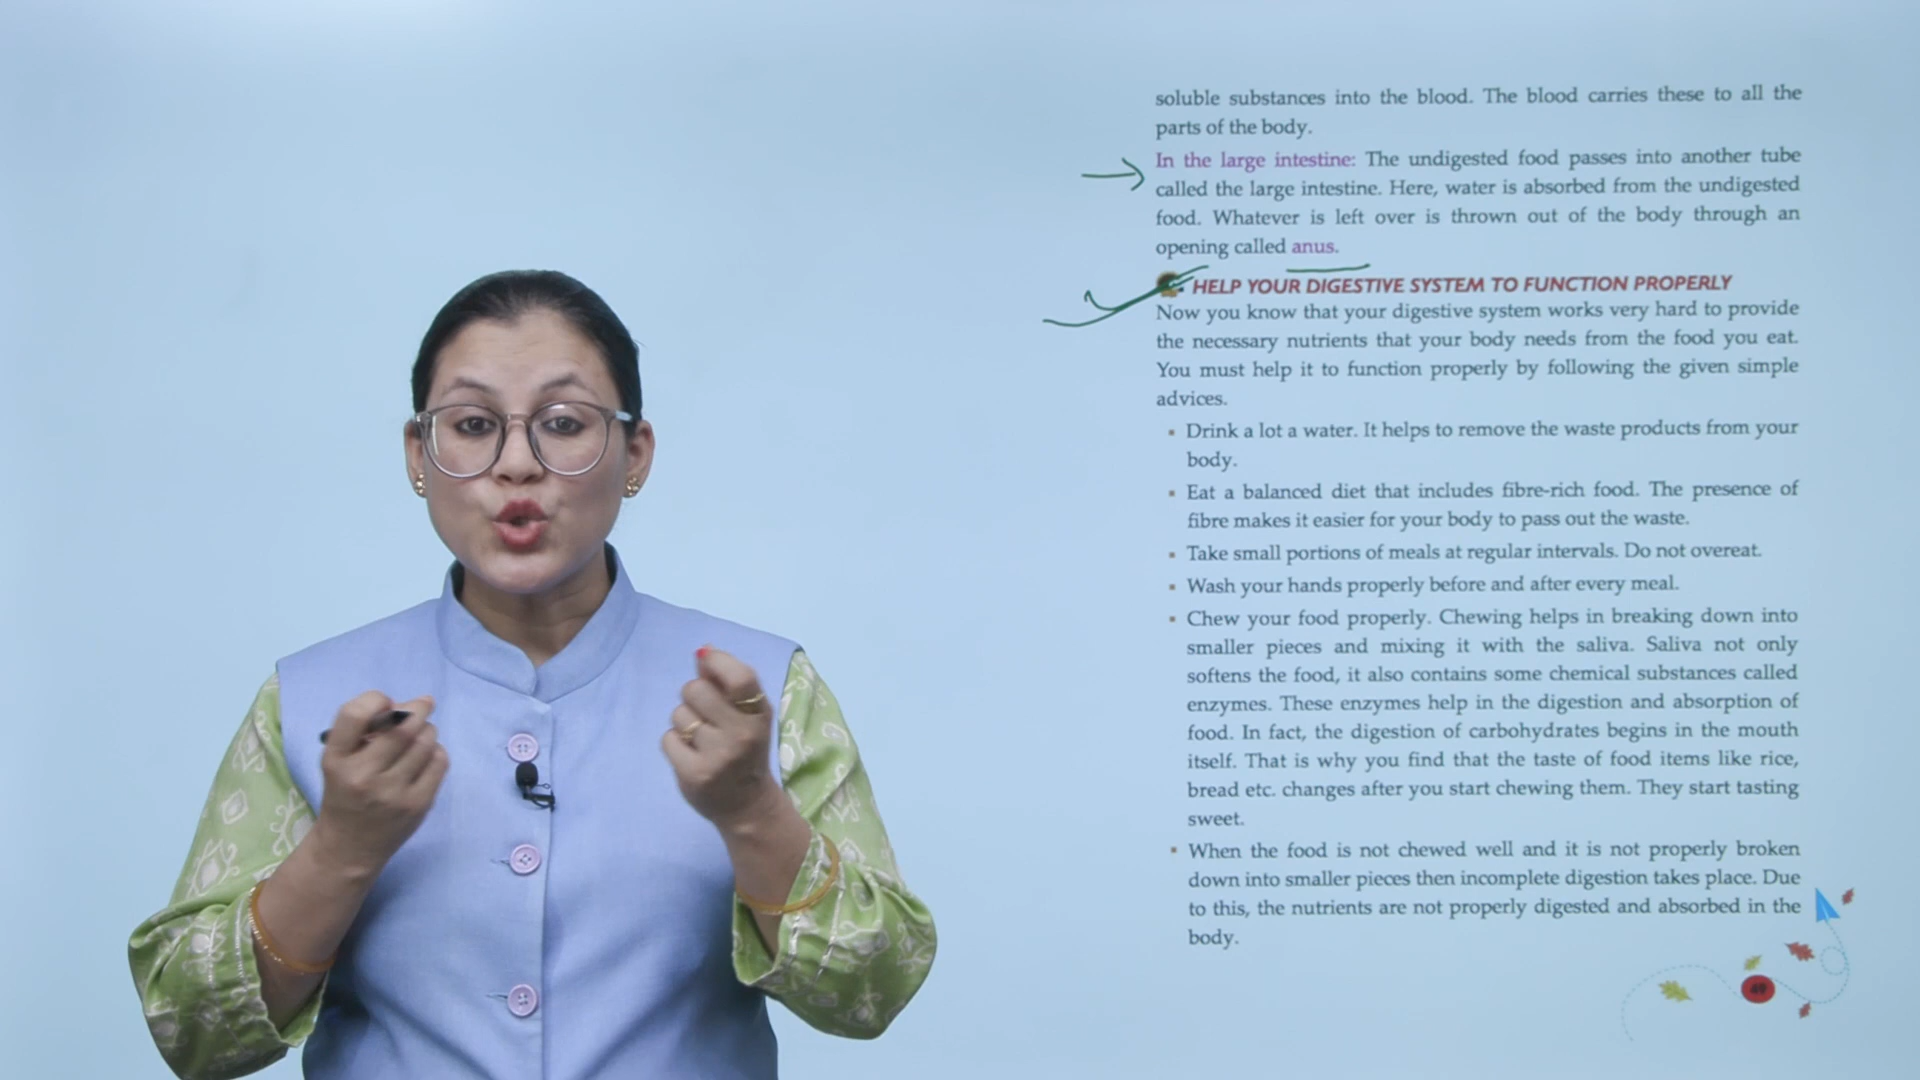 soluble substances into the blood. The blood carries these to all the
parts of the body.
In the large intestine: The undigested food passes into another tube
called the large intestine. Here, water is absorbed from the undigested
food. Whatever is left over is thrown out of the body through an
opening called anus.
HELP YOUR DIGESTIVE SYSTEM TO FUNCTION PROPERLY
Now you know that your digestive system works very hard to provide
the necessary nutrients that your body needs from the food you eat.
You must help it to function properly by following the given simple
advices.
▪ Drink a lot a water. It helps to remove the waste products from your
body.
▪ Eat a balanced diet that includes fibre-rich food. The presence of
fibre makes it easier for your body to pass out the waste.
▪ Take small portions of meals at regular intervals. Do not overeat.
▪ Wash your hands properly before and after every meal.
▪ Chew your food properly. Chewing helps in breaking down into
smaller pieces and mixing it with the saliva. Saliva not only
softens the food, it also contains some chemical substances called
enzymes. These enzymes help in the digestion and absorption of
food. In fact, the digestion of carbohydrates begins in the mouth
itself. That is why you find that the taste of food items like rice,
bread etc. changes after you start chewing them. They start tasting
sweet.
▪ When the food is not chewed well and it is not properly broken
down into smaller pieces then incomplete digestion takes place. Due
to this, the nutrients are not properly digested and absorbed in the
body.
49